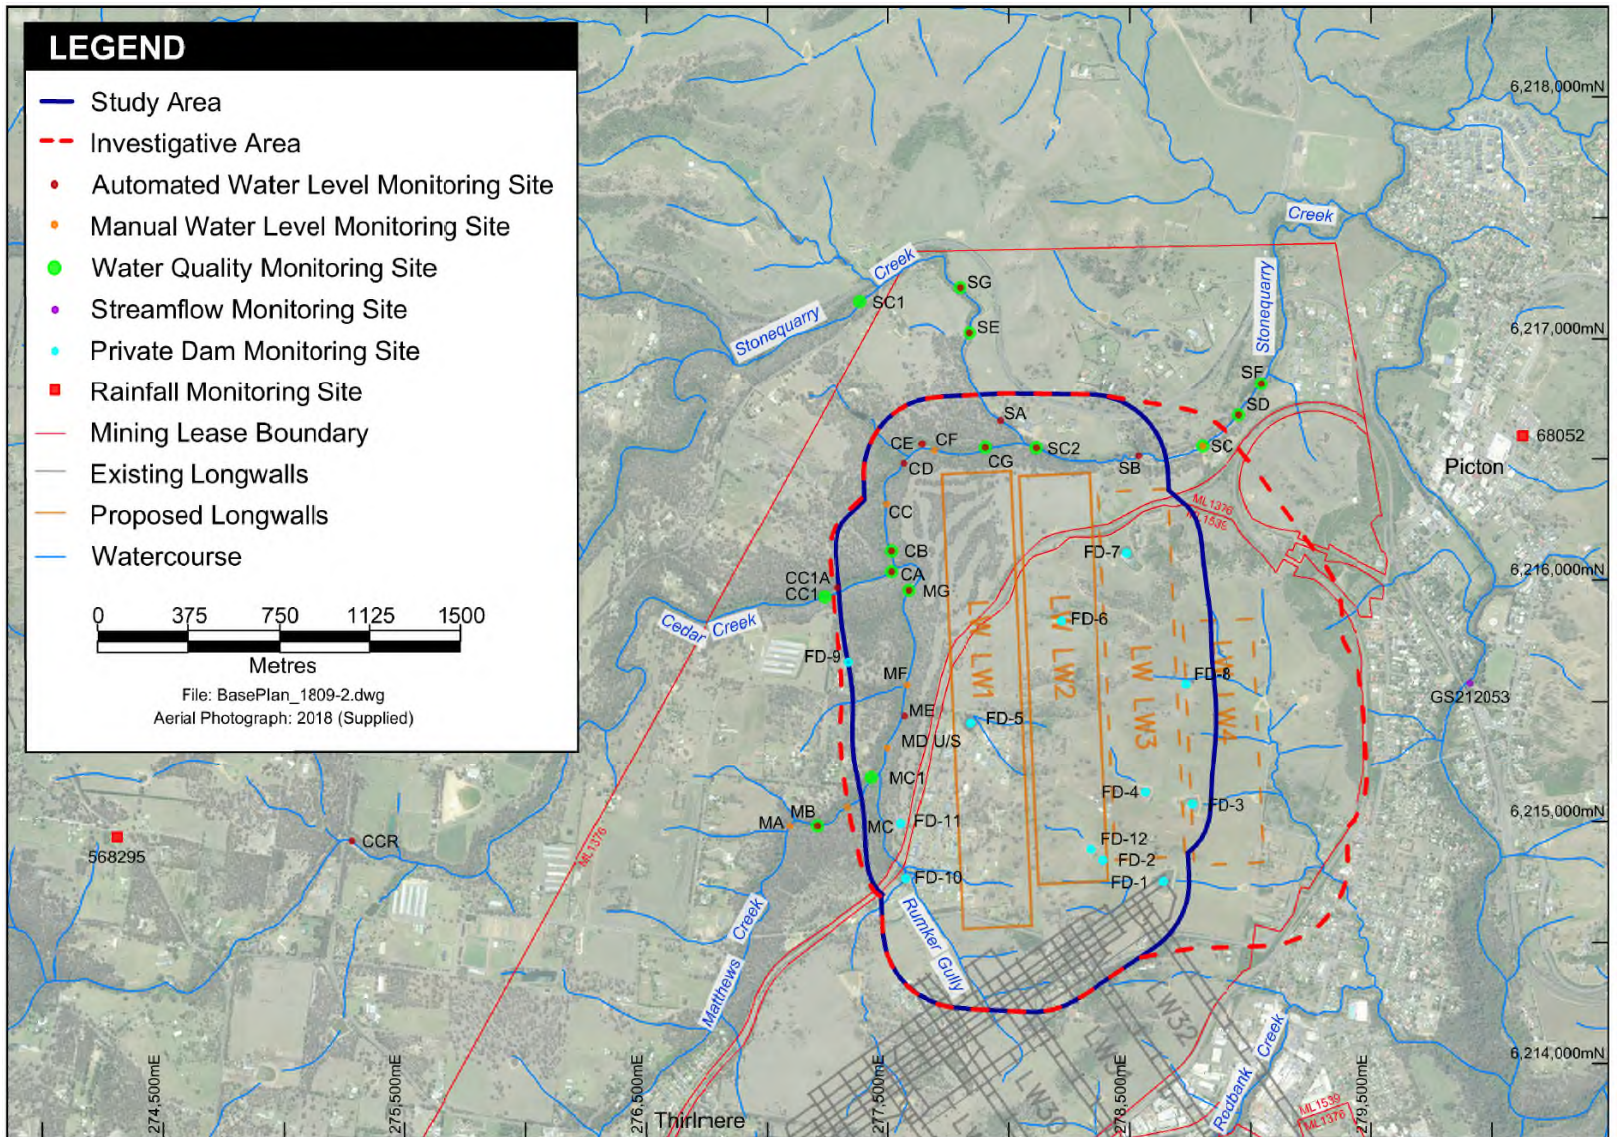 LEGEND
Study Area
Investigative Area
Automated Water Level Monitoring Site
Manual Water Level Monitoring Site
Water Quality Monitoring Site
Streamflow Monitoring Site
Private Dam Monitoring Site
Rainfall Monitoring Site
Mining Lease Boundary
Existing Longwalls
Proposed Longwalls
Watercourse
0 375 750 1125 1500
Metres
File: BasePlan_1809-2.dwg
Aerial Photograph: 2018 (Supplied)
6,218,000mN
Creek
Stonequarry
Creek
SG
SC1
Stonequarry
SE
6,217,000mN
SF
SD
SA
68052
CE
CF
SC
CG
SC2
SB
CD
Picton
ML1376
ML1539
CC
CB
FD-7
CA
6,216,000mN
CC1A
CC1
MG
Cedar Creek
FD-6
LW LW1
LW LW2
LW LW3
LW LW4
FD-9
MF
FD-8
GS212053
ME
FD-5
MD U/S
MC1
FD-4
FD-3
MB
MA
MC
FD-11
6,215,000mN
CCR
568295
ML1376
FD-12
FD-2
FD-10
FD-1
Matthews Creek
Rumker Gully
W32
LW
Redbank Creek
6,214,000mN
274,500mE
275,500mE
276,500mE
277,500mE
278,500mE
279,500mE
Thirlmere
ML1539
ML1376